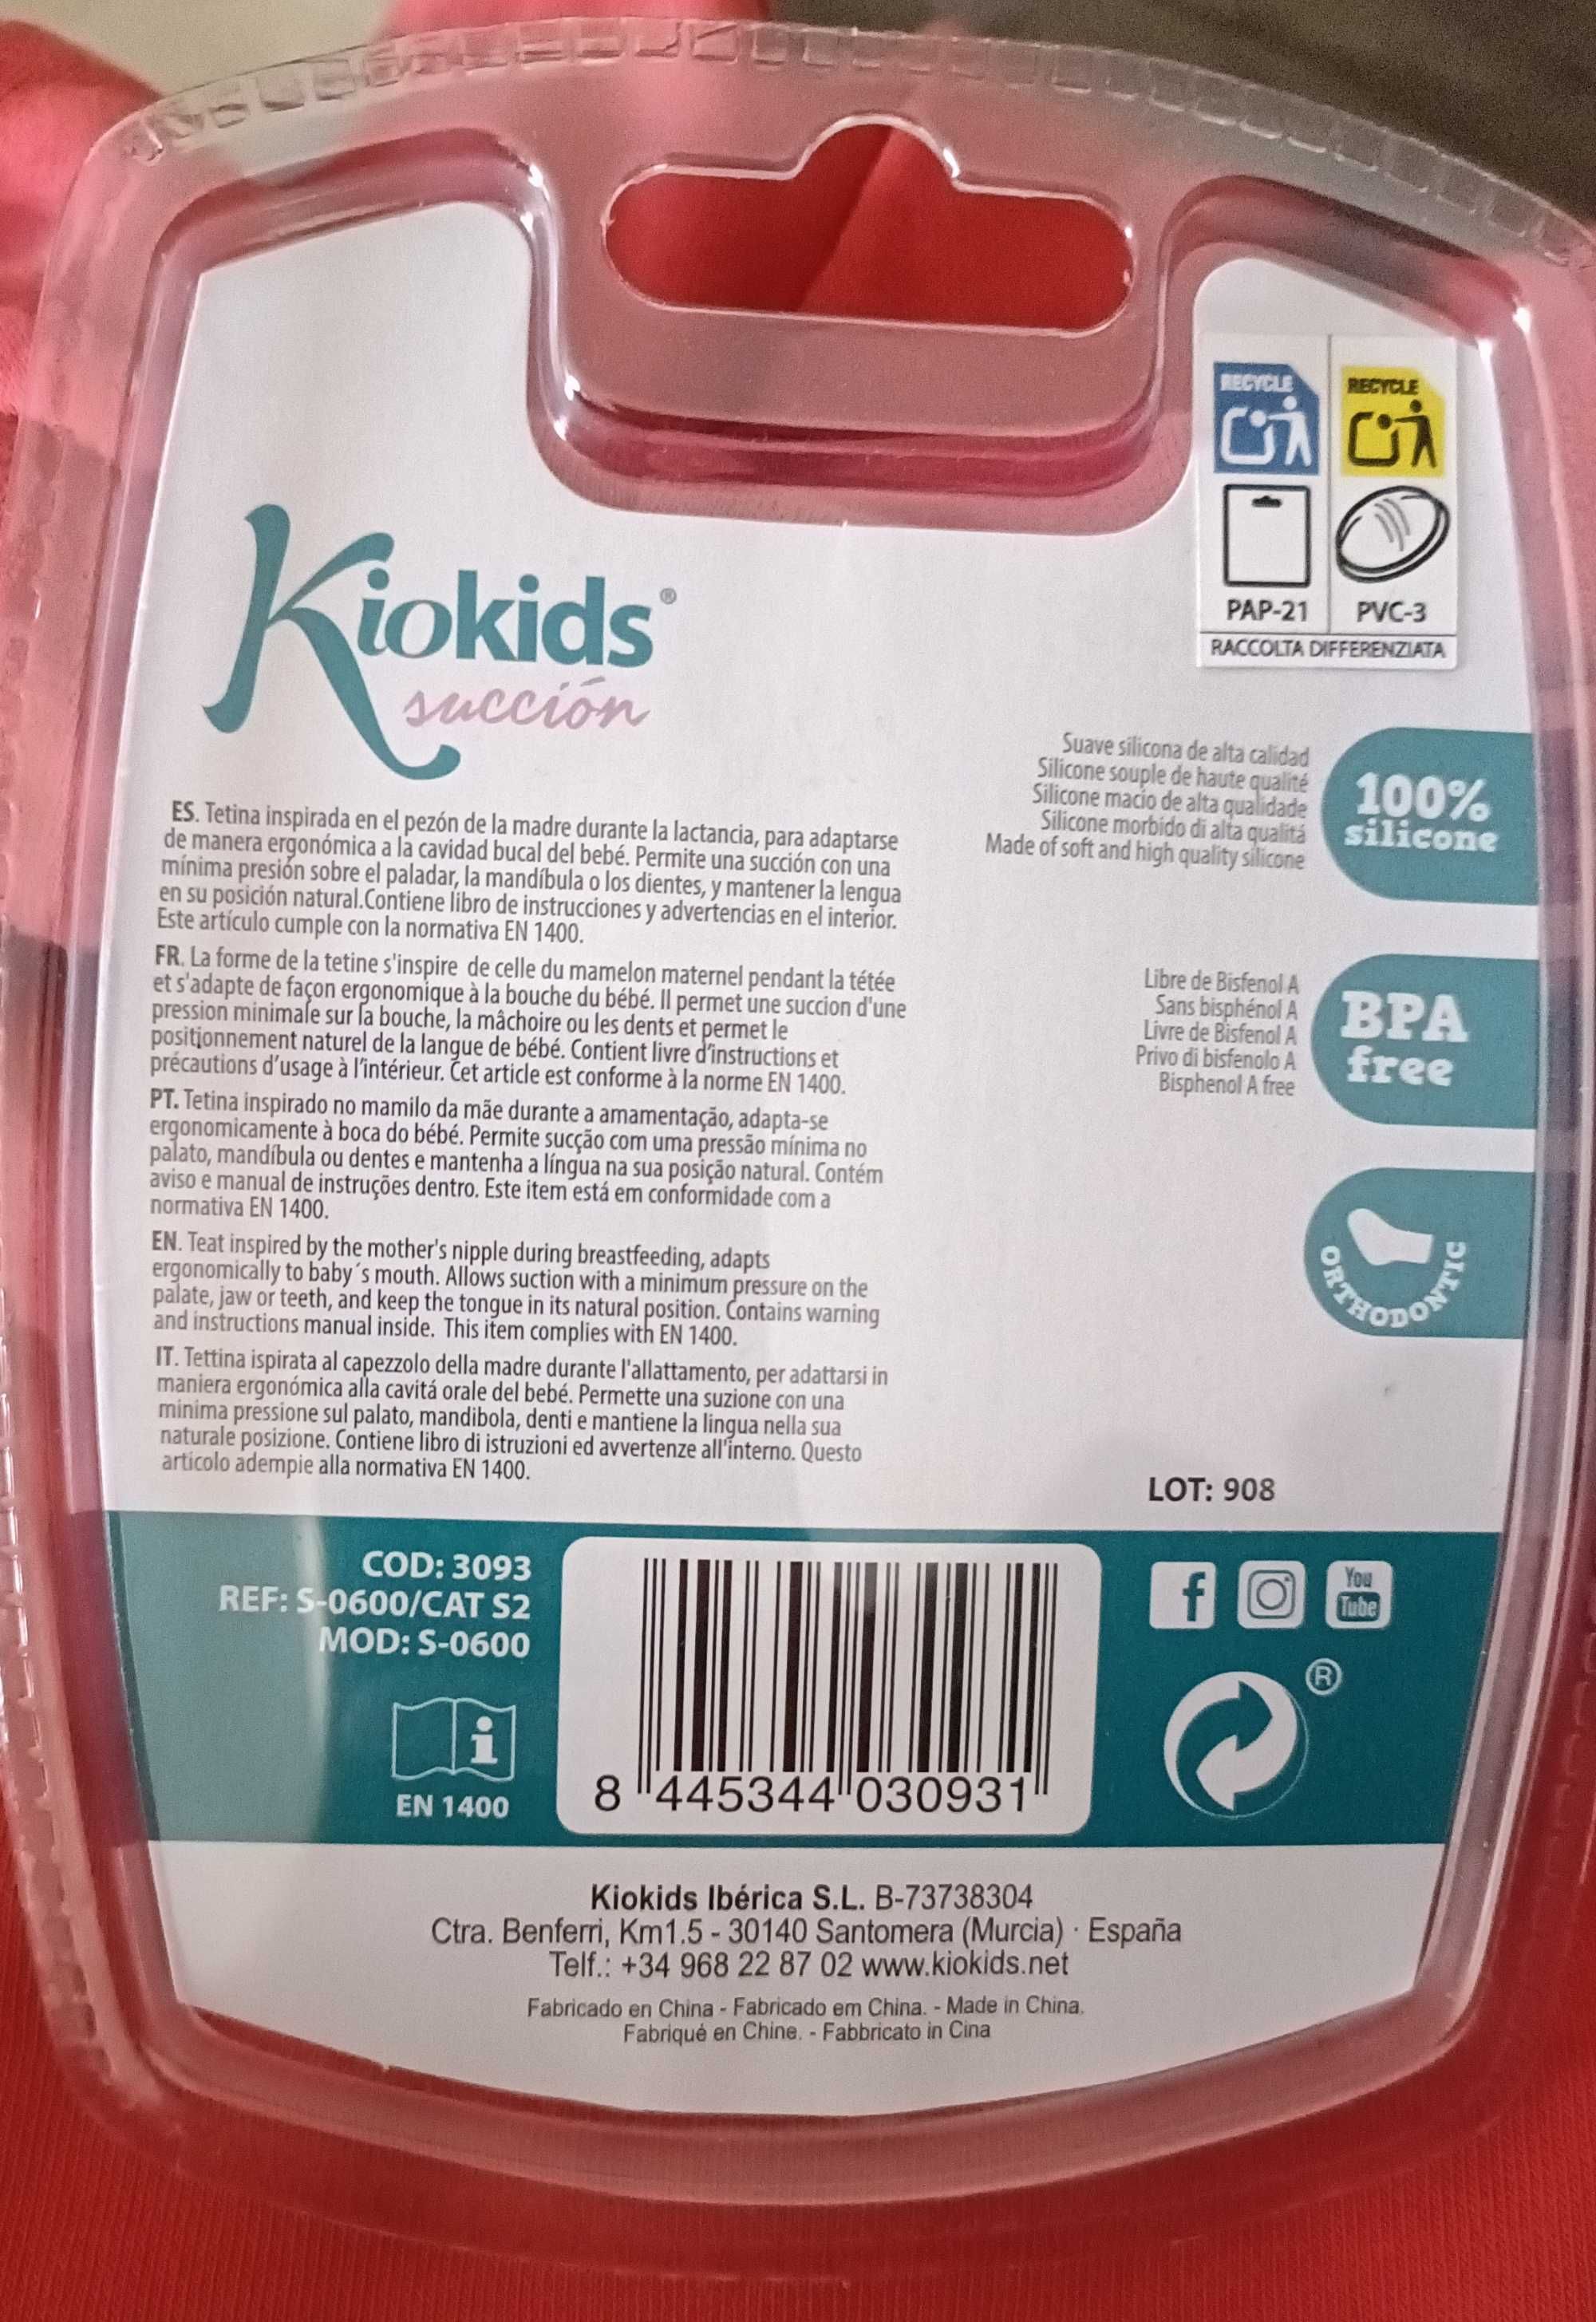 RECYCLE
RECYCLE
PAP-21
PVC-3
RACCOLTA DIFFERENZIATA
Kiokids®
succión
Suave silicona de alta calidad
Silicone souple de haute qualité
Silicone macio de alta qualidade
Silicone morbido di alta qualitá
Made of soft and high quality silicone
100%
silicone
ES. Tetina inspirada en el pezón de la madre durante la lactancia, para adaptarse
de manera ergonómica a la cavidad bucal del bebé. Permite una succión con una
mínima presión sobre el paladar, la mandíbula o los dientes, y mantener la lengua
en su posición natural.Contiene libro de instrucciones y advertencias en el interior.
Este artículo cumple con la normativa EN 1400.
FR. La forme de la tetine s'inspire de celle du mamelon maternel pendant la tétée
et s'adapte de façon ergonomique à la bouche du bébé. Il permet une succion d'une
pression minimale sur la bouche, la mâchoire ou les dents et permet le
positionnement naturel de la langue de bébé. Contient livre d'instructions et
précautions d'usage à l'intérieur. Cet article est conforme à la norme EN 1400.
PT. Tetina inspirado no mamilo da mãe durante a amamentação, adapta-se
ergonomicamente à boca do bébé. Permite sucção com uma pressão mínima no
palato, mandíbula ou dentes e mantenha a língua na sua posição natural. Contém
aviso e manual de instruções dentro. Este item está em conformidade com a
normativa EN 1400.
EN. Teat inspired by the mother's nipple during breastfeeding, adapts
ergonomically to baby´s mouth. Allows suction with a minimum pressure on the
palate, jaw or teeth, and keep the tongue in its natural position. Contains warning
and instructions manual inside. This item complies with EN 1400.
IT. Tettina ispirata al capezzolo della madre durante l'allattamento, per adattarsi in
maniera ergonómica alla cavitá orale del bebé. Permette una suzione con una
minima pressione sul palato, mandibola, denti e mantiene la lingua nella sua
naturale posizione. Contiene libro di istruzioni ed avvertenze all'interno. Questo
articolo adempie alla normativa EN 1400.
Libre de Bisfenol A
Sans bisphénol A
Livre de Bisfenol A
Privo di bisfenolo A
Bisphenol A free
BPA
free
ORTHODONTIC
LOT: 908
COD: 3093
REF: S-0600/CAT S2
MOD: S-0600
i
EN 1400
8 445344 030931
f
You
Tube
®
Kiokids Ibérica S.L. B-73738304
Ctra. Benferri, Km1.5 - 30140 Santomera (Murcia) · España
Telf.: +34 968 22 87 02 www.kiokids.net
Fabricado en China - Fabricado em China. - Made in China.
Fabriqué en Chine. - Fabbricato in Cina